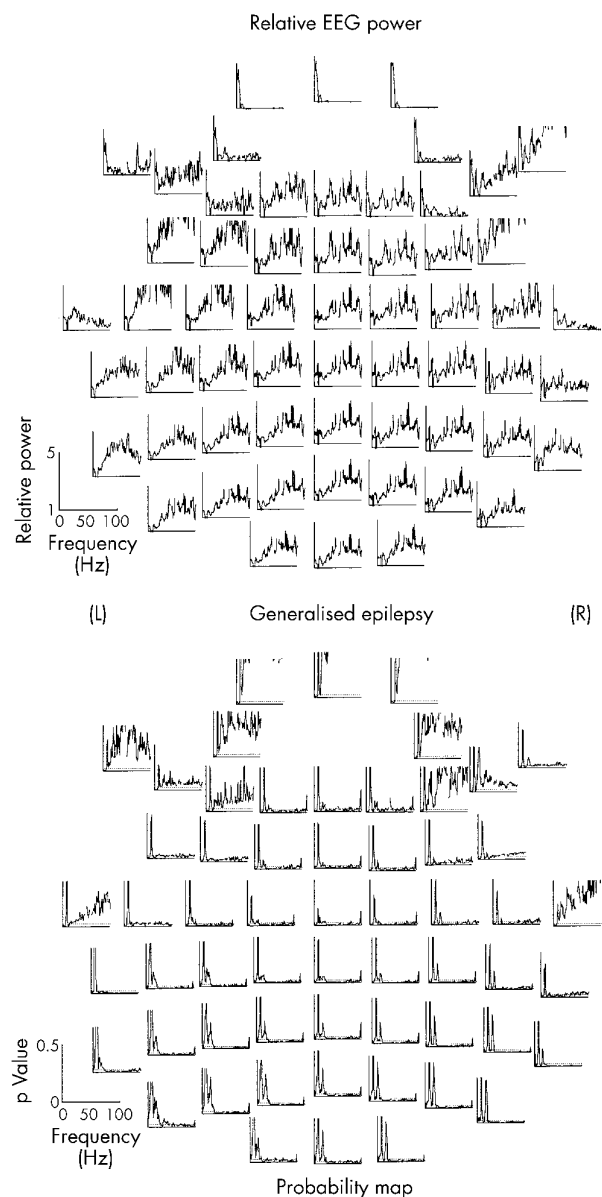 Relative EEG power
Relative power
5
1
0 50 100
Frequency
(Hz)
(L) Generalised epilepsy (R)
p Value
0.5
0
0 50 100
Frequency
(Hz)
Probability map